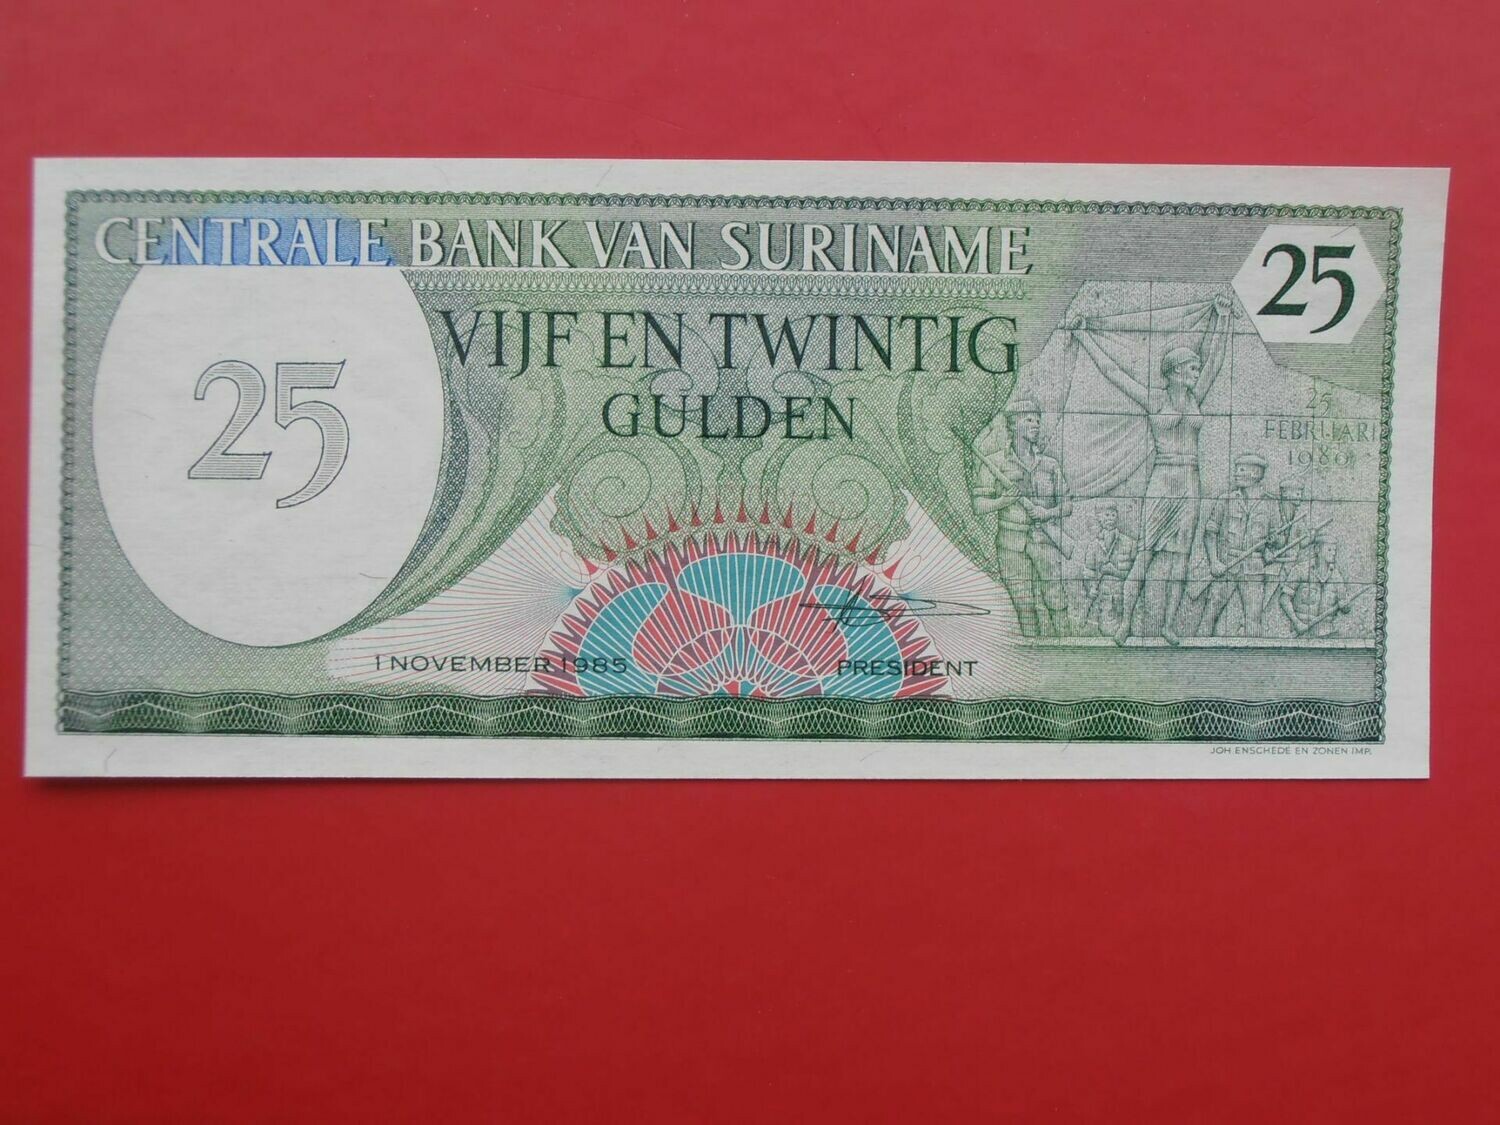 CENTRALE BANK VAN SURINAME
25
VIJF EN TWINTIG
GULDEN
25
25
FEBRUARI
1980
1 NOVEMBER 1985
PRESIDENT
JOH. ENSCHEDÉ EN ZONEN IMP.